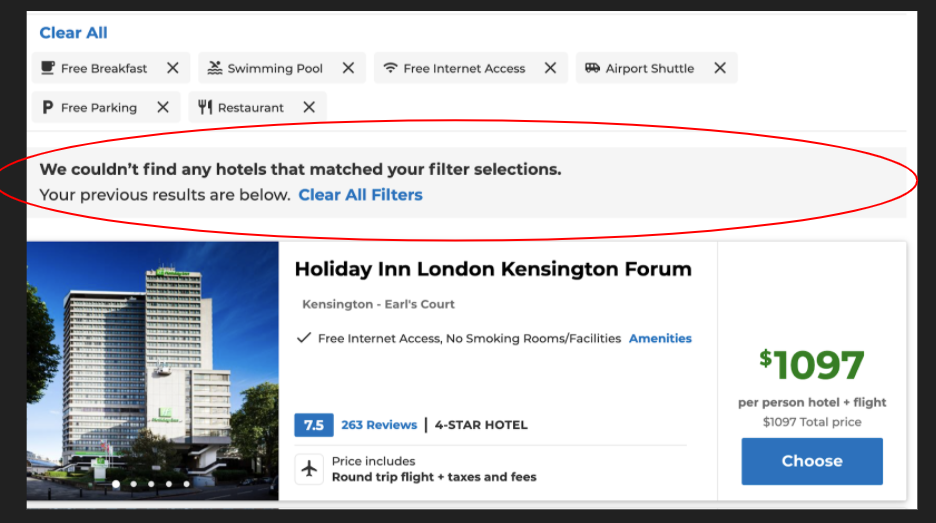 Clear All
Free Breakfast
Swimming Pool
Free Internet Access
Airport Shuttle
P Free Parking
Restaurant
We couldn't find any hotels that matched your filter selections.
Your previous results are below. Clear All Filters
Holiday Inn London Kensington Forum
Kensington - Earl's Court
Free Internet Access, No Smoking Rooms/Facilities Amenities
$1097
per person hotel + flight
$1097 Total price
7.5 263 Reviews | 4-STAR HOTEL
Choose
Price includes
Round trip flight + taxes and fees